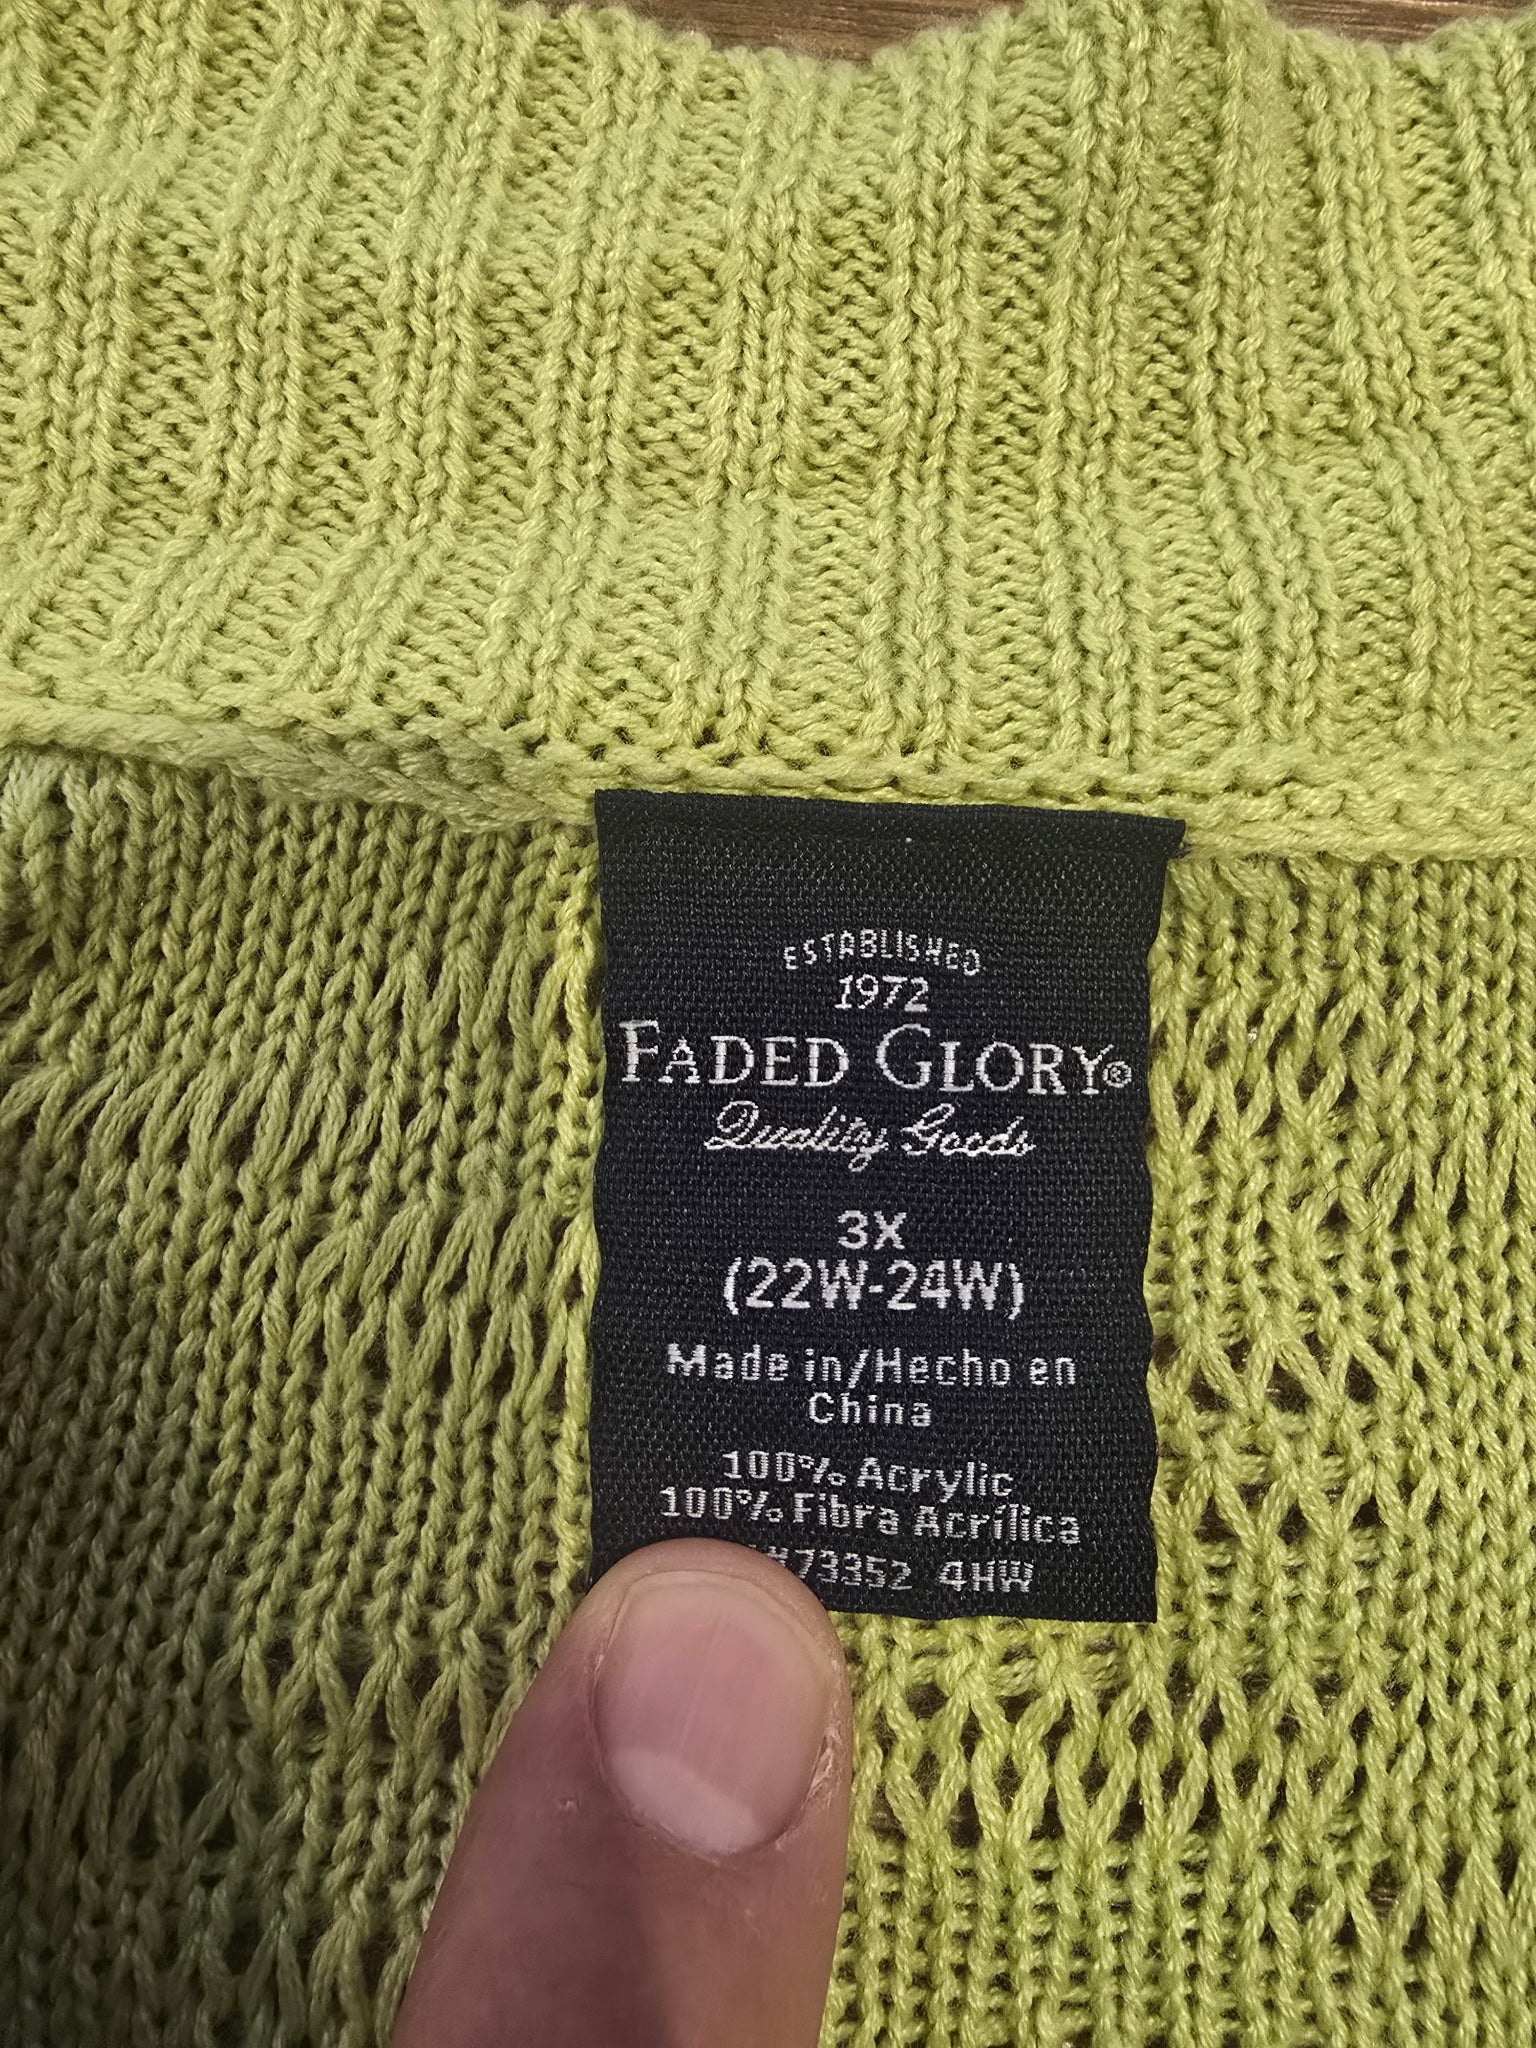 ESTABLISHED
1972
FADED GLORY®
Quality Goods
3X
(22W-24W)
Made in/Hecho en
China
100% Acrylic
100% Fibra Acrílica
73352 4HW